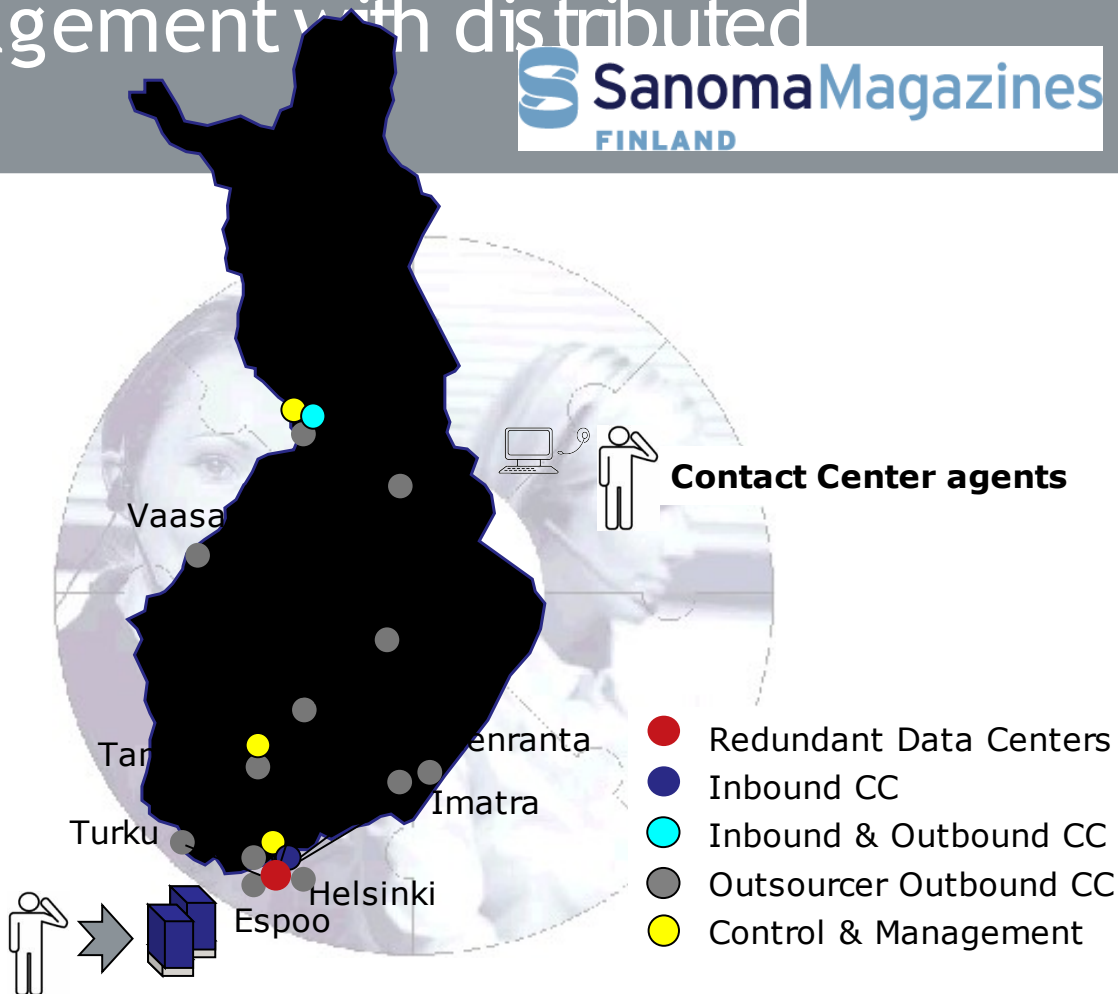 gement with distributed
SanomaMagazines
FINLAND
Contact Center agents
Vaasa
enranta
Tar
Imatra
Turku
Helsinki
Espoo
Redundant Data Centers
Inbound CC
Inbound & Outbound CC
Outsourcer Outbound CC
Control & Management